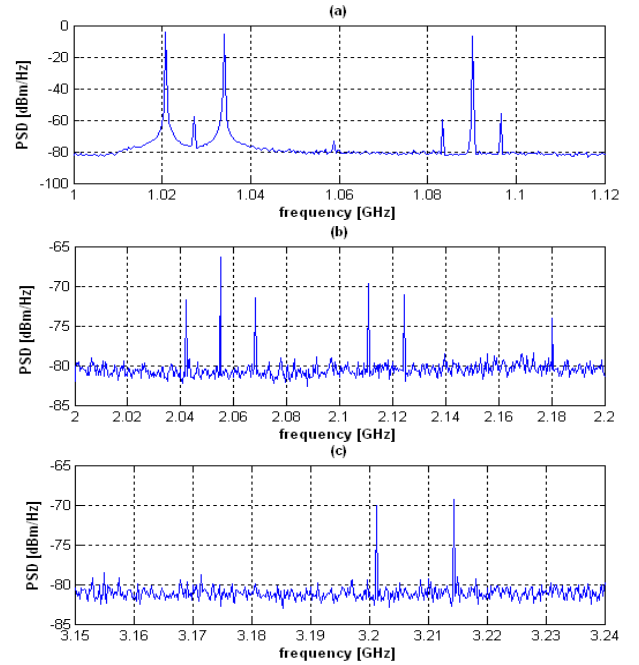 (a)
0
-20
-40
-60
-80
-100
PSD [dBm/Hz]
1 1.02 1.04 1.06 1.08 1.1 1.12
frequency [GHz]
(b)
-65
-70
-75
-80
-85
PSD [dBm/Hz]
2 2.02 2.04 2.06 2.08 2.1 2.12 2.14 2.16 2.18 2.2
frequency [GHz]
(c)
-65
-70
-75
-80
-85
PSD [dBm/Hz]
3.15 3.16 3.17 3.18 3.19 3.2 3.21 3.22 3.23 3.24
frequency [GHz]